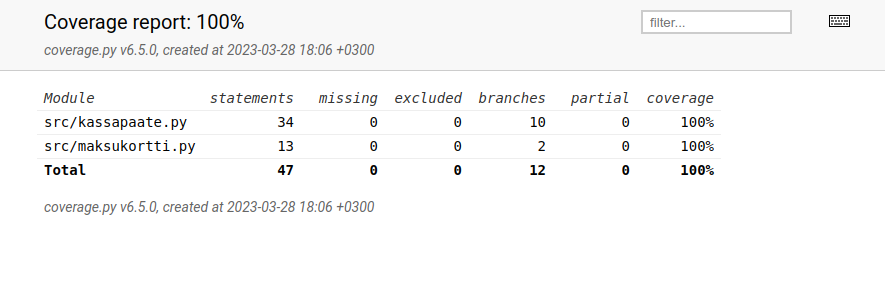 Coverage report: 100%
filter...
coverage.py v6.5.0, created at 2023-03-28 18:06 +0300
Module statements missing excluded branches partial coverage
src/kassapaate.py 34 0 0 10 0 100%
src/maksukortti.py 13 0 0 2 0 100%
Total 47 0 0 12 0 100%
coverage.py v6.5.0, created at 2023-03-28 18:06 +0300